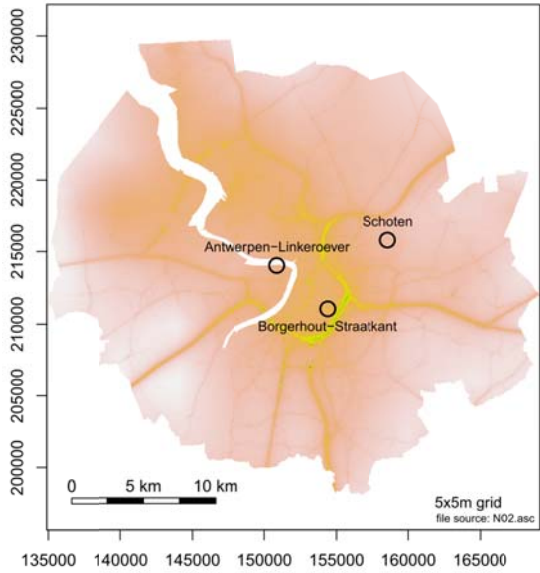 230000
225000
220000
215000
210000
205000
200000
Schoten
Antwerpen−Linkeroever
Borgerhout−Straatkant
0 5 km 10 km
5x5m grid
file source: N02.asc
135000 140000 145000 150000 155000 160000 165000